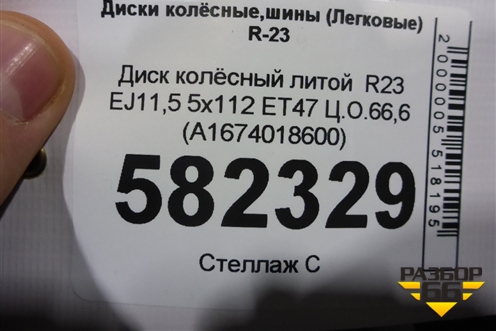 Диски колёсные,шины (Легковые)
R-23
Диск колёсный литой R23
EJ11,5 5x112 ET47 Ц.О.66,6
(A1674018600)
582329
Стеллаж С
2000005518195
РАЗБОР
66